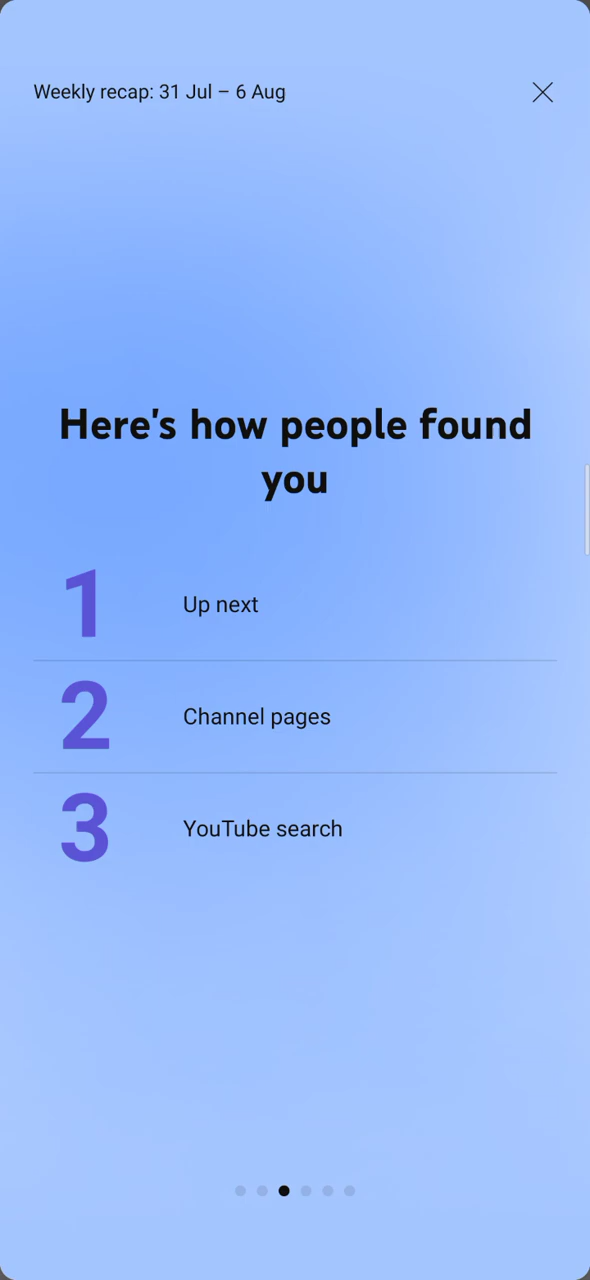 Weekly recap: 31 Jul – 6 Aug
Here's how people found
you
1 Up next
2 Channel pages
3 YouTube search